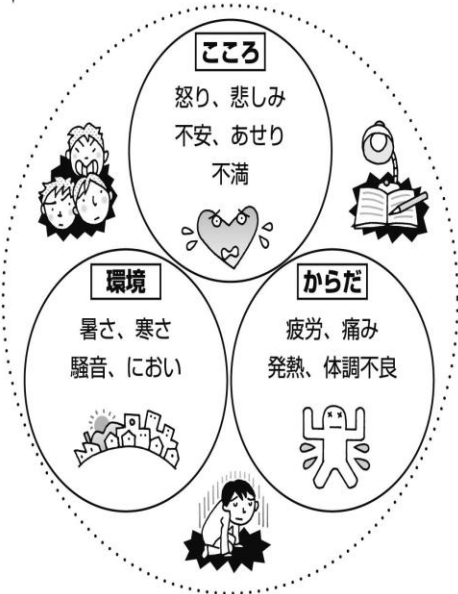 こころ
怒り、悲しみ
不安、あせり
不満
環境
暑さ、寒さ
騒音、におい
からだ
疲労、痛み
発熱、体調不良